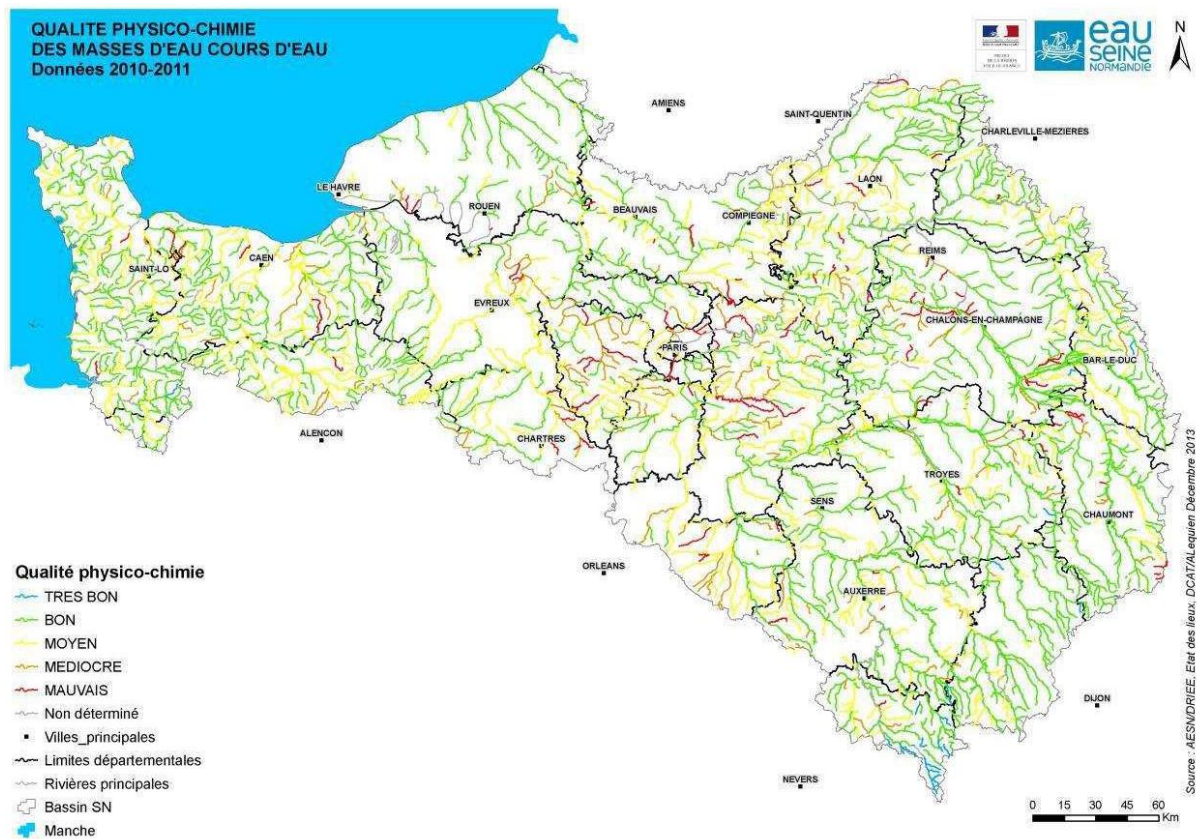 QUALITE PHYSICO-CHIMIE
DES MASSES D'EAU COURS D'EAU
Données 2010-2011
eau
SEINE
NORMANDIE
N
AMIENS
SAINT-QUENTIN
CHARLEVILLE-MEZIERES
LAON
LE HAVRE
ROUEN
BEAUVAIS
COMPIEGNE
SAINT-LO
CAEN
REIMS
EVREUX
CHALONS-EN-CHAMPAGNE
PARIS
BAR-LE-DUC
ALENCON
CHARTRES
TROYES
SENS
CHAUMONT
ORLEANS
AUXERRE
DIJON
NEVERS
Qualité physico-chimie
TRES BON
BON
MOYEN
MEDIOCRE
MAUVAIS
Non déterminé
Villes_principales
Limites départementales
Rivières principales
Bassin SN
Manche
0 15 30 45 60
Km
Source : AESN/DRIEE, Etat des lieux, DCAT/ALequien Décembre 2013